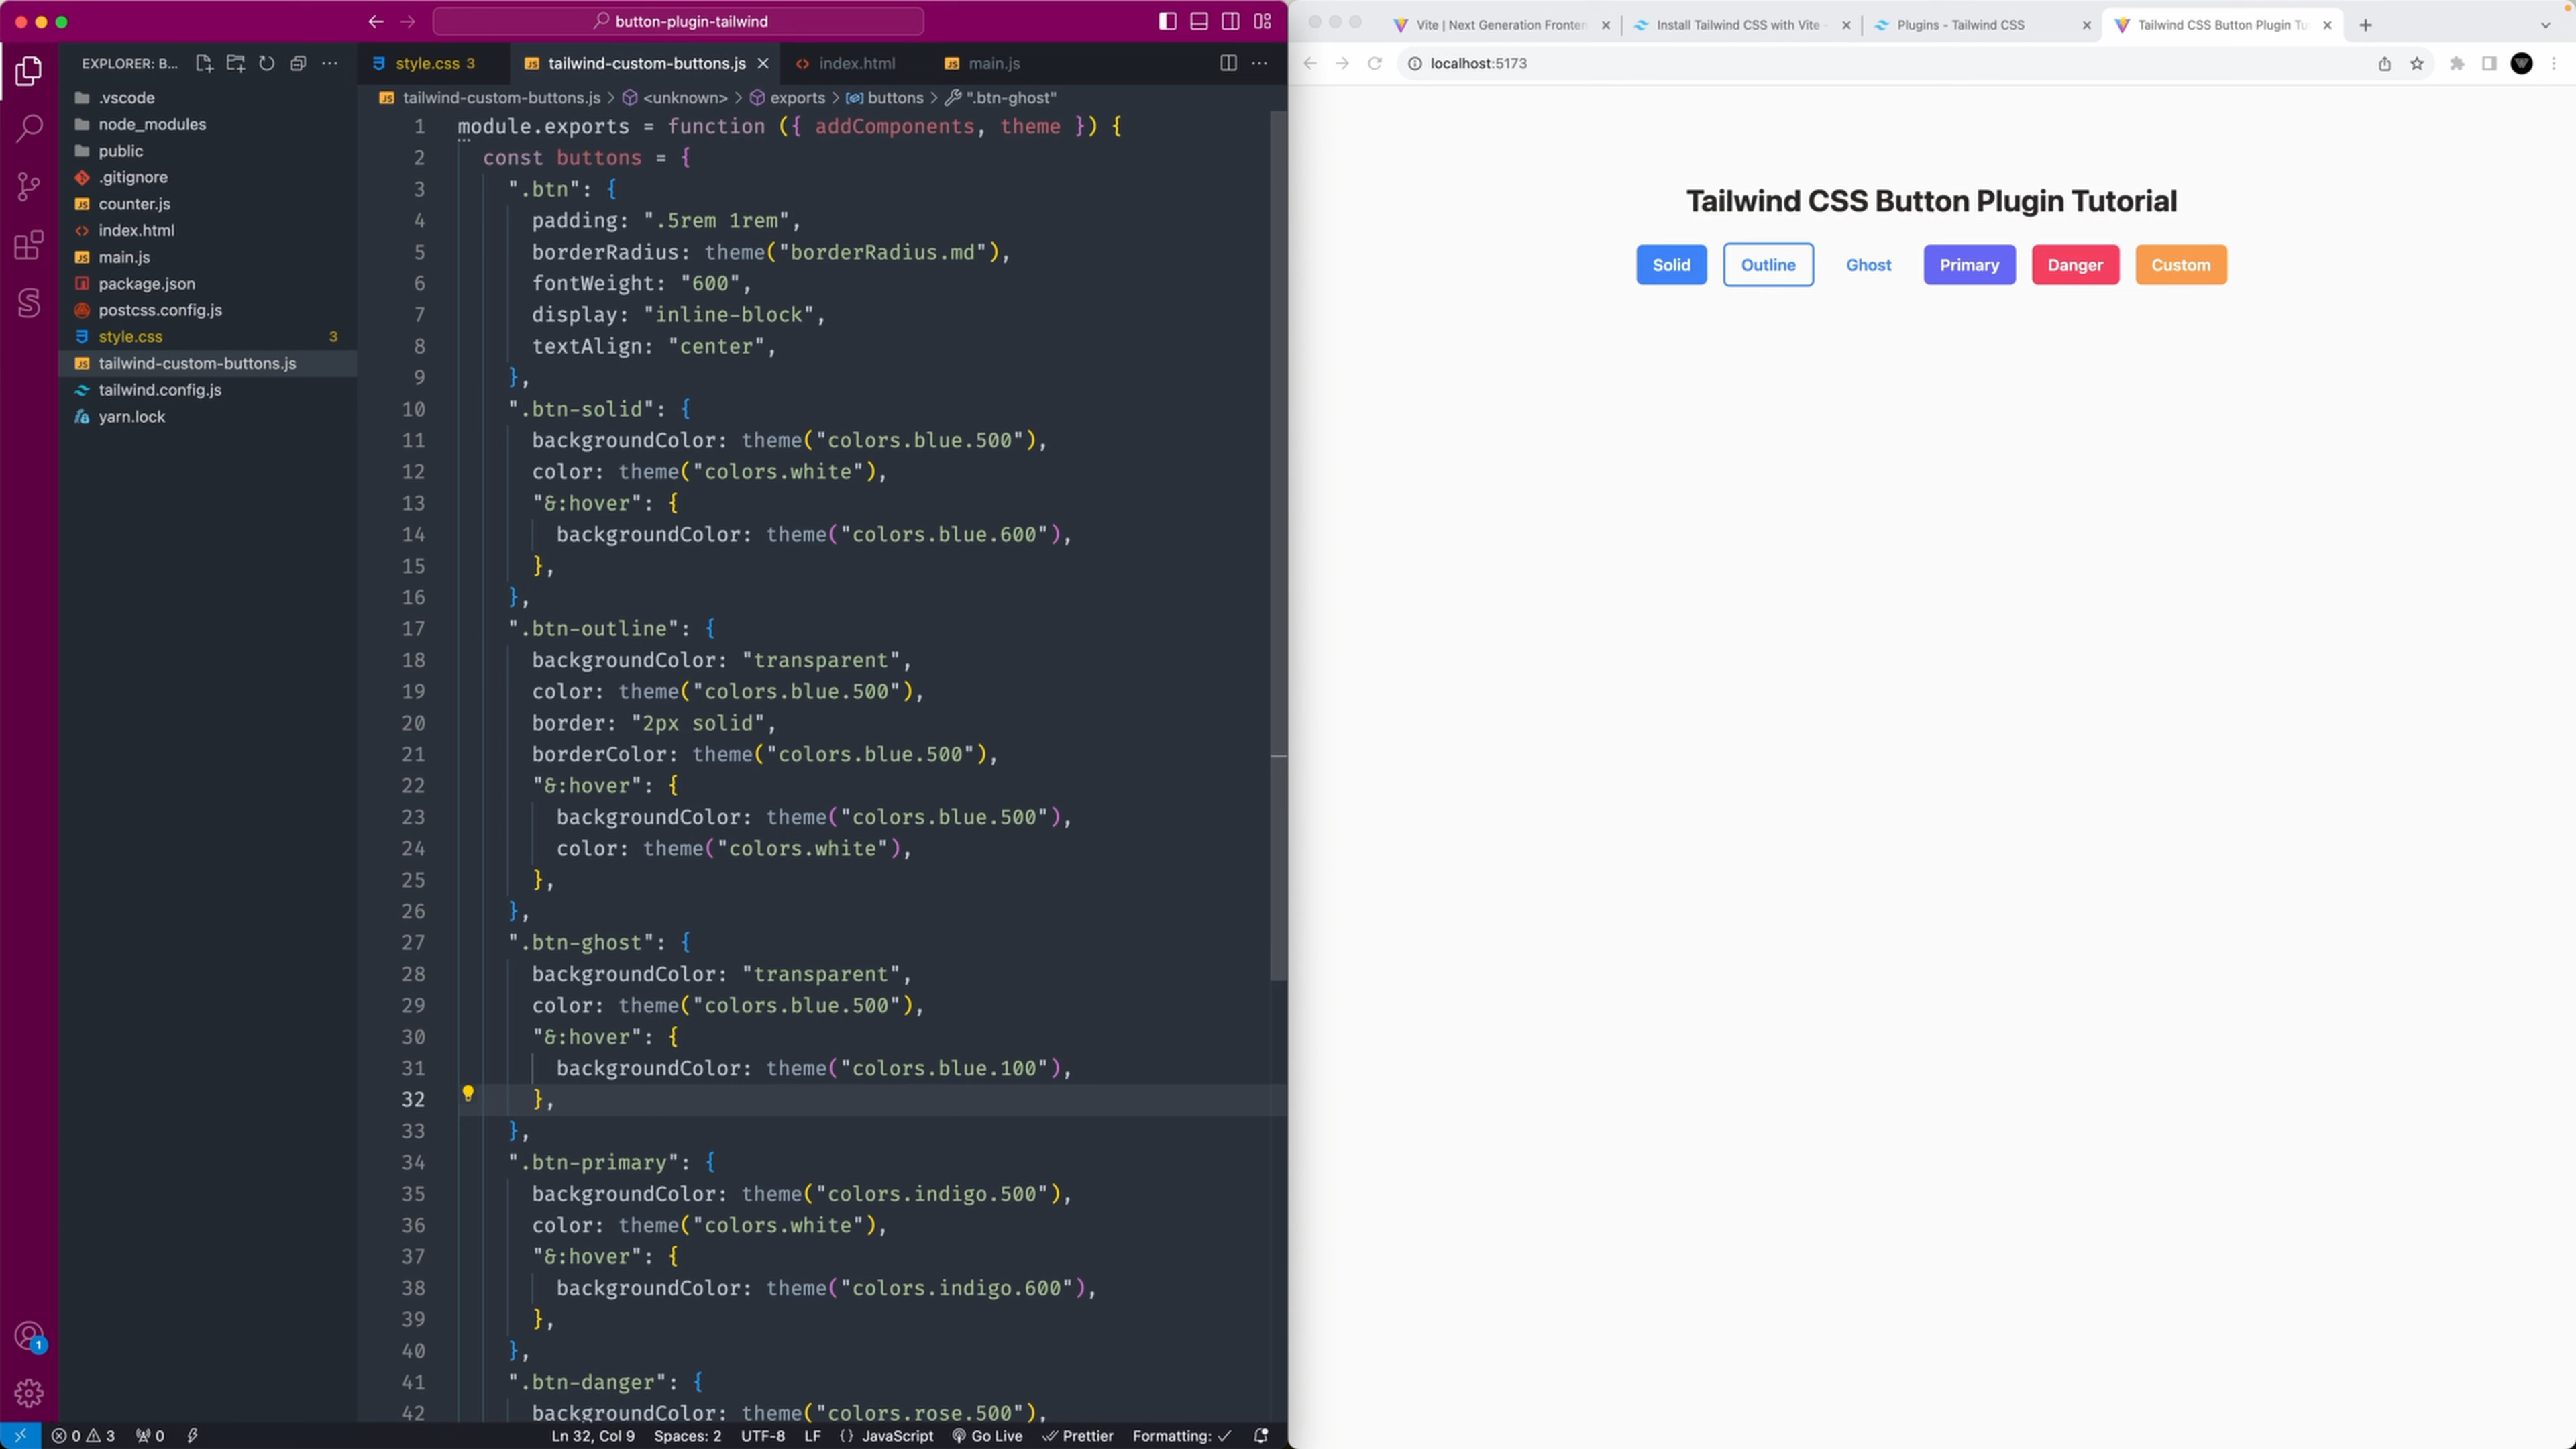 button-plugin-tailwind
EXPLORER: B...
.vscode
node_modules
public
.gitignore
counter.js
index.html
main.js
package.json
postcss.config.js
style.css 3
tailwind-custom-buttons.js
tailwind.config.js
yarn.lock
1
style.css 3
tailwind-custom-buttons.js
index.html
main.js
tailwind-custom-buttons.js > <unknown> > exports > buttons > ".btn-ghost"
1 module.exports = function ({ addComponents, theme }) {
2 const buttons = {
3 ".btn": {
4 padding: ".5rem 1rem",
5 borderRadius: theme("borderRadius.md"),
6 fontWeight: "600",
7 display: "inline-block",
8 textAlign: "center",
9 },
10 ".btn-solid": {
11 backgroundColor: theme("colors.blue.500"),
12 color: theme("colors.white"),
13 "&:hover": {
14 backgroundColor: theme("colors.blue.600"),
15 },
16 },
17 ".btn-outline": {
18 backgroundColor: "transparent",
19 color: theme("colors.blue.500"),
20 border: "2px solid",
21 borderColor: theme("colors.blue.500"),
22 "&:hover": {
23 backgroundColor: theme("colors.blue.500"),
24 color: theme("colors.white"),
25 },
26 },
27 ".btn-ghost": {
28 backgroundColor: "transparent",
29 color: theme("colors.blue.500"),
30 "&:hover": {
31 backgroundColor: theme("colors.blue.100"),
32 },
33 },
34 ".btn-primary": {
35 backgroundColor: theme("colors.indigo.500"),
36 color: theme("colors.white"),
37 "&:hover": {
38 backgroundColor: theme("colors.indigo.600"),
39 },
40 },
41 ".btn-danger": {
42 backgroundColor: theme("colors.rose.500"),
0 3 0 Ln 32, Col 9 Spaces: 2 UTF-8 LF {} JavaScript Go Live Prettier Formatting: ✓
Vite | Next Generation Fronten
Install Tailwind CSS with Vite -
Plugins - Tailwind CSS
Tailwind CSS Button Plugin Tu
localhost:5173
Tailwind CSS Button Plugin Tutorial
Solid Outline Ghost Primary Danger Custom